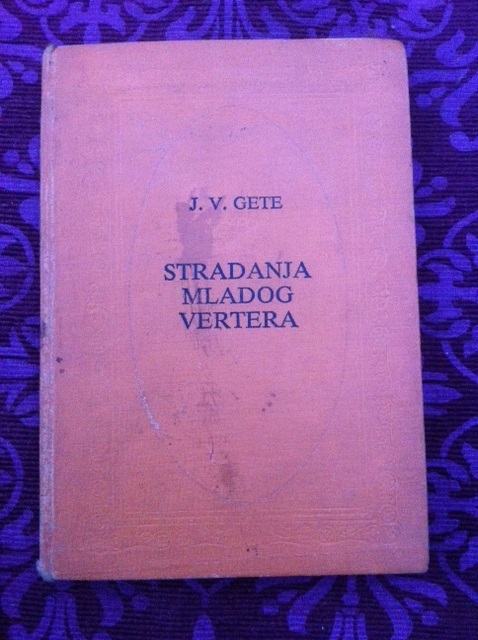 J. V. GETE
STRADANJA
MLADOG
VERTERA